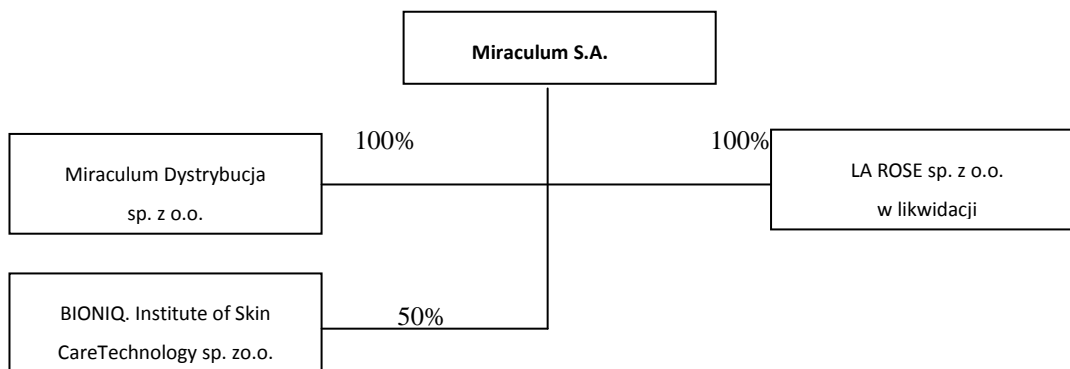 Miraculum S.A.
100%
100%
Miraculum Dystrybucja
sp. z o.o.
LA ROSE sp. z o.o.
w likwidacji
BIONIQ. Institute of Skin
CareTechnology sp. zo.o.
50%